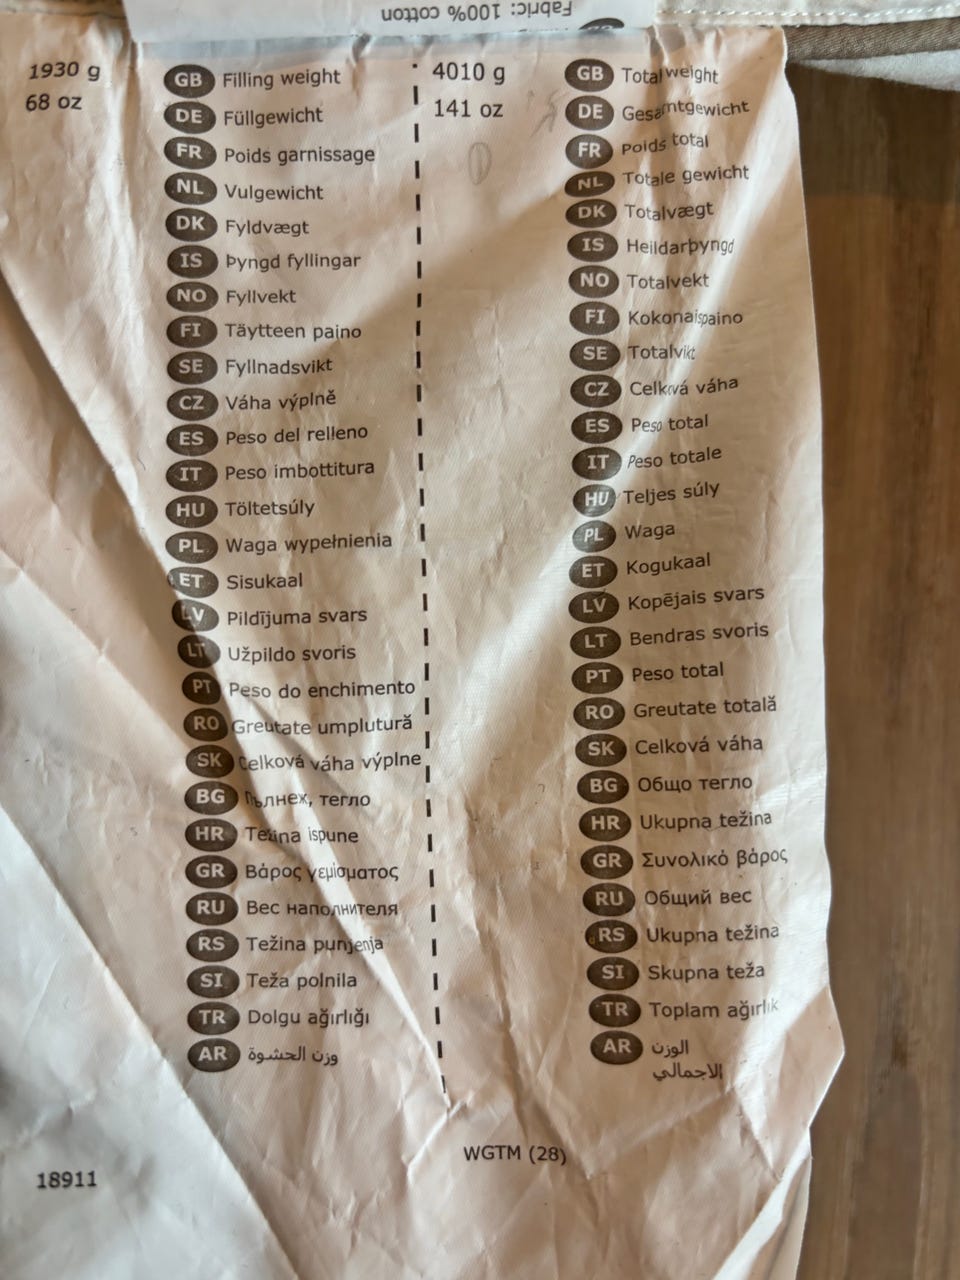 Fabric: 100% cotton
1930 g
68 oz
GB Filling weight
DE Füllgewicht
FR Poids garnissage
NL Vulgewicht
DK Fyldvægt
IS Þyngd fyllingar
NO Fyllvekt
FI Täytteen paino
SE Fyllnadsvikt
CZ Váha výplně
ES Peso del relleno
IT Peso imbottitura
HU Töltetsúly
PL Waga wypełnienia
ET Sisukaal
LV Pildījuma svars
LT Užpildo svoris
PT Peso do enchimento
RO Greutate umplutură
SK Celková váha výplne
BG Пълнеж, тегло
HR Težina ispune
GR Βάρος γεμίσματος
RU Вес наполнителя
RS Težina punjenja
SI Teža polnila
TR Dolgu ağırlığı
AR وزن الحشوة
4010 g
141 oz
GB Total weight
DE Gesamtgewicht
FR Poids total
NL Totale gewicht
DK Totalvægt
IS Heildarþyngd
NO Totalvekt
FI Kokonaispaino
SE Totalvikt
CZ Celková váha
ES Peso total
IT Peso totale
HU Teljes súly
PL Waga
ET Kogukaal
LV Kopējais svars
LT Bendras svoris
PT Peso total
RO Greutate totală
SK Celková váha
BG Общо тегло
HR Ukupna težina
GR Συνολικό βάρος
RU Общий вес
RS Ukupna težina
SI Skupna teža
TR Toplam ağırlık
AR الوزن
الاجمالي
WGTM (28)
18911